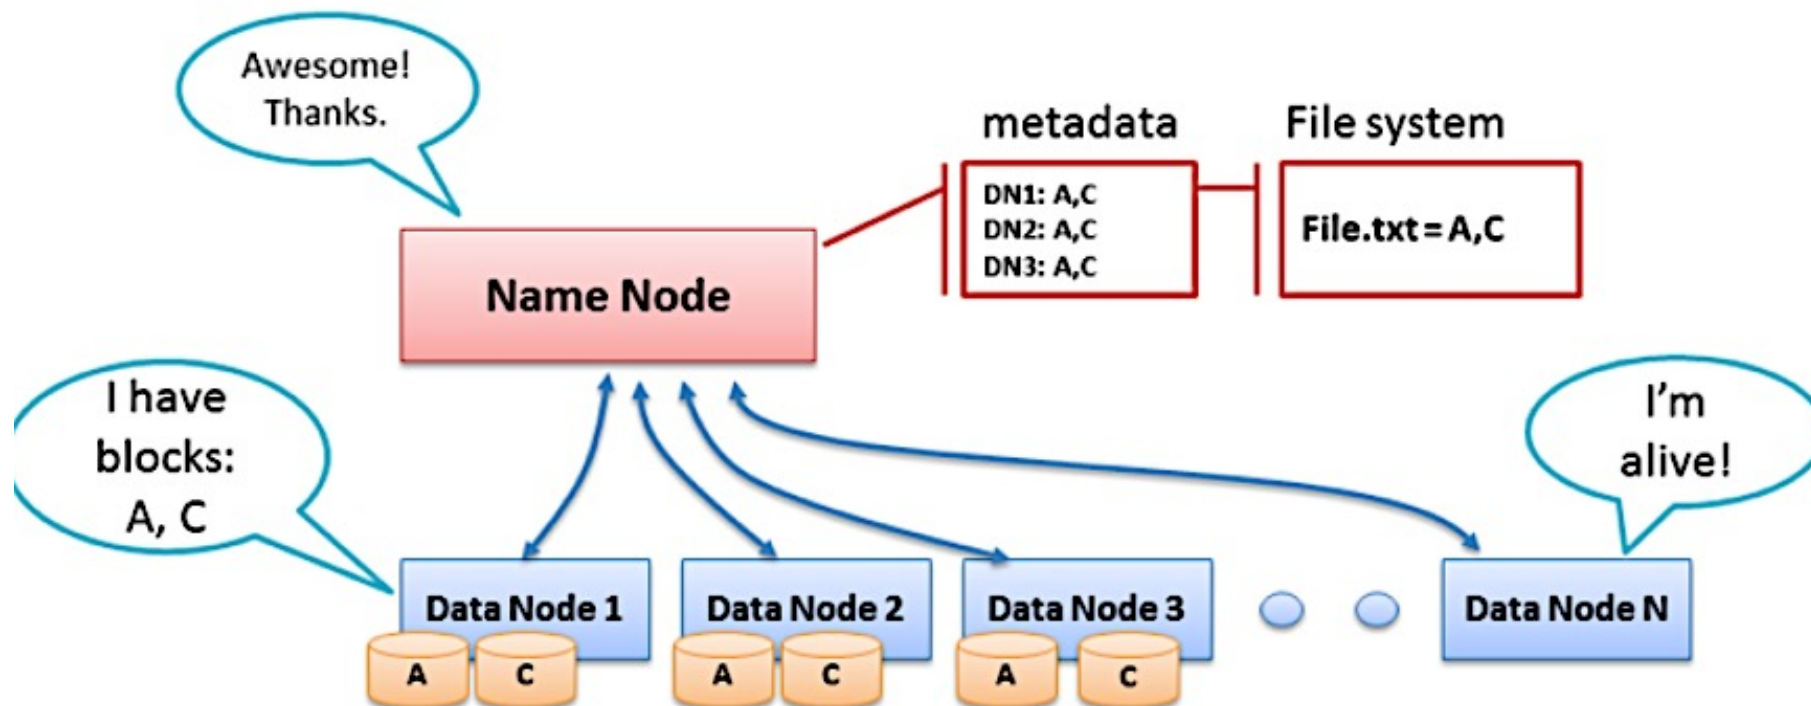 Awesome!
Thanks.
metadata
File system
DN1: A,C
DN2: A,C
DN3: A,C
File.txt = A,C
Name Node
I have
blocks:
A, C
I'm
alive!
Data Node 1
Data Node 2
Data Node 3
Data Node N
A
C
A
C
A
C